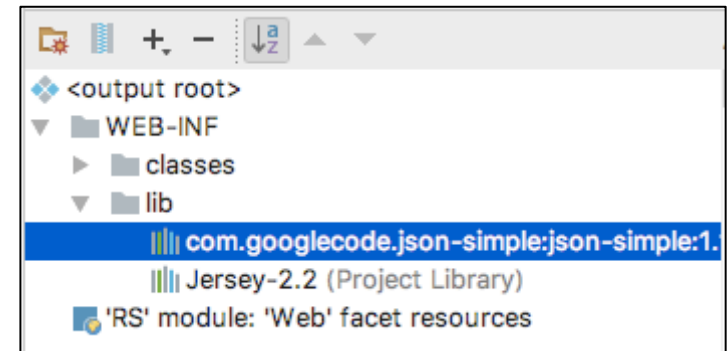 <output root>
WEB-INF
classes
lib
com.googlecode.json-simple:json-simple:1.
Jersey-2.2 (Project Library)
'RS' module: 'Web' facet resources